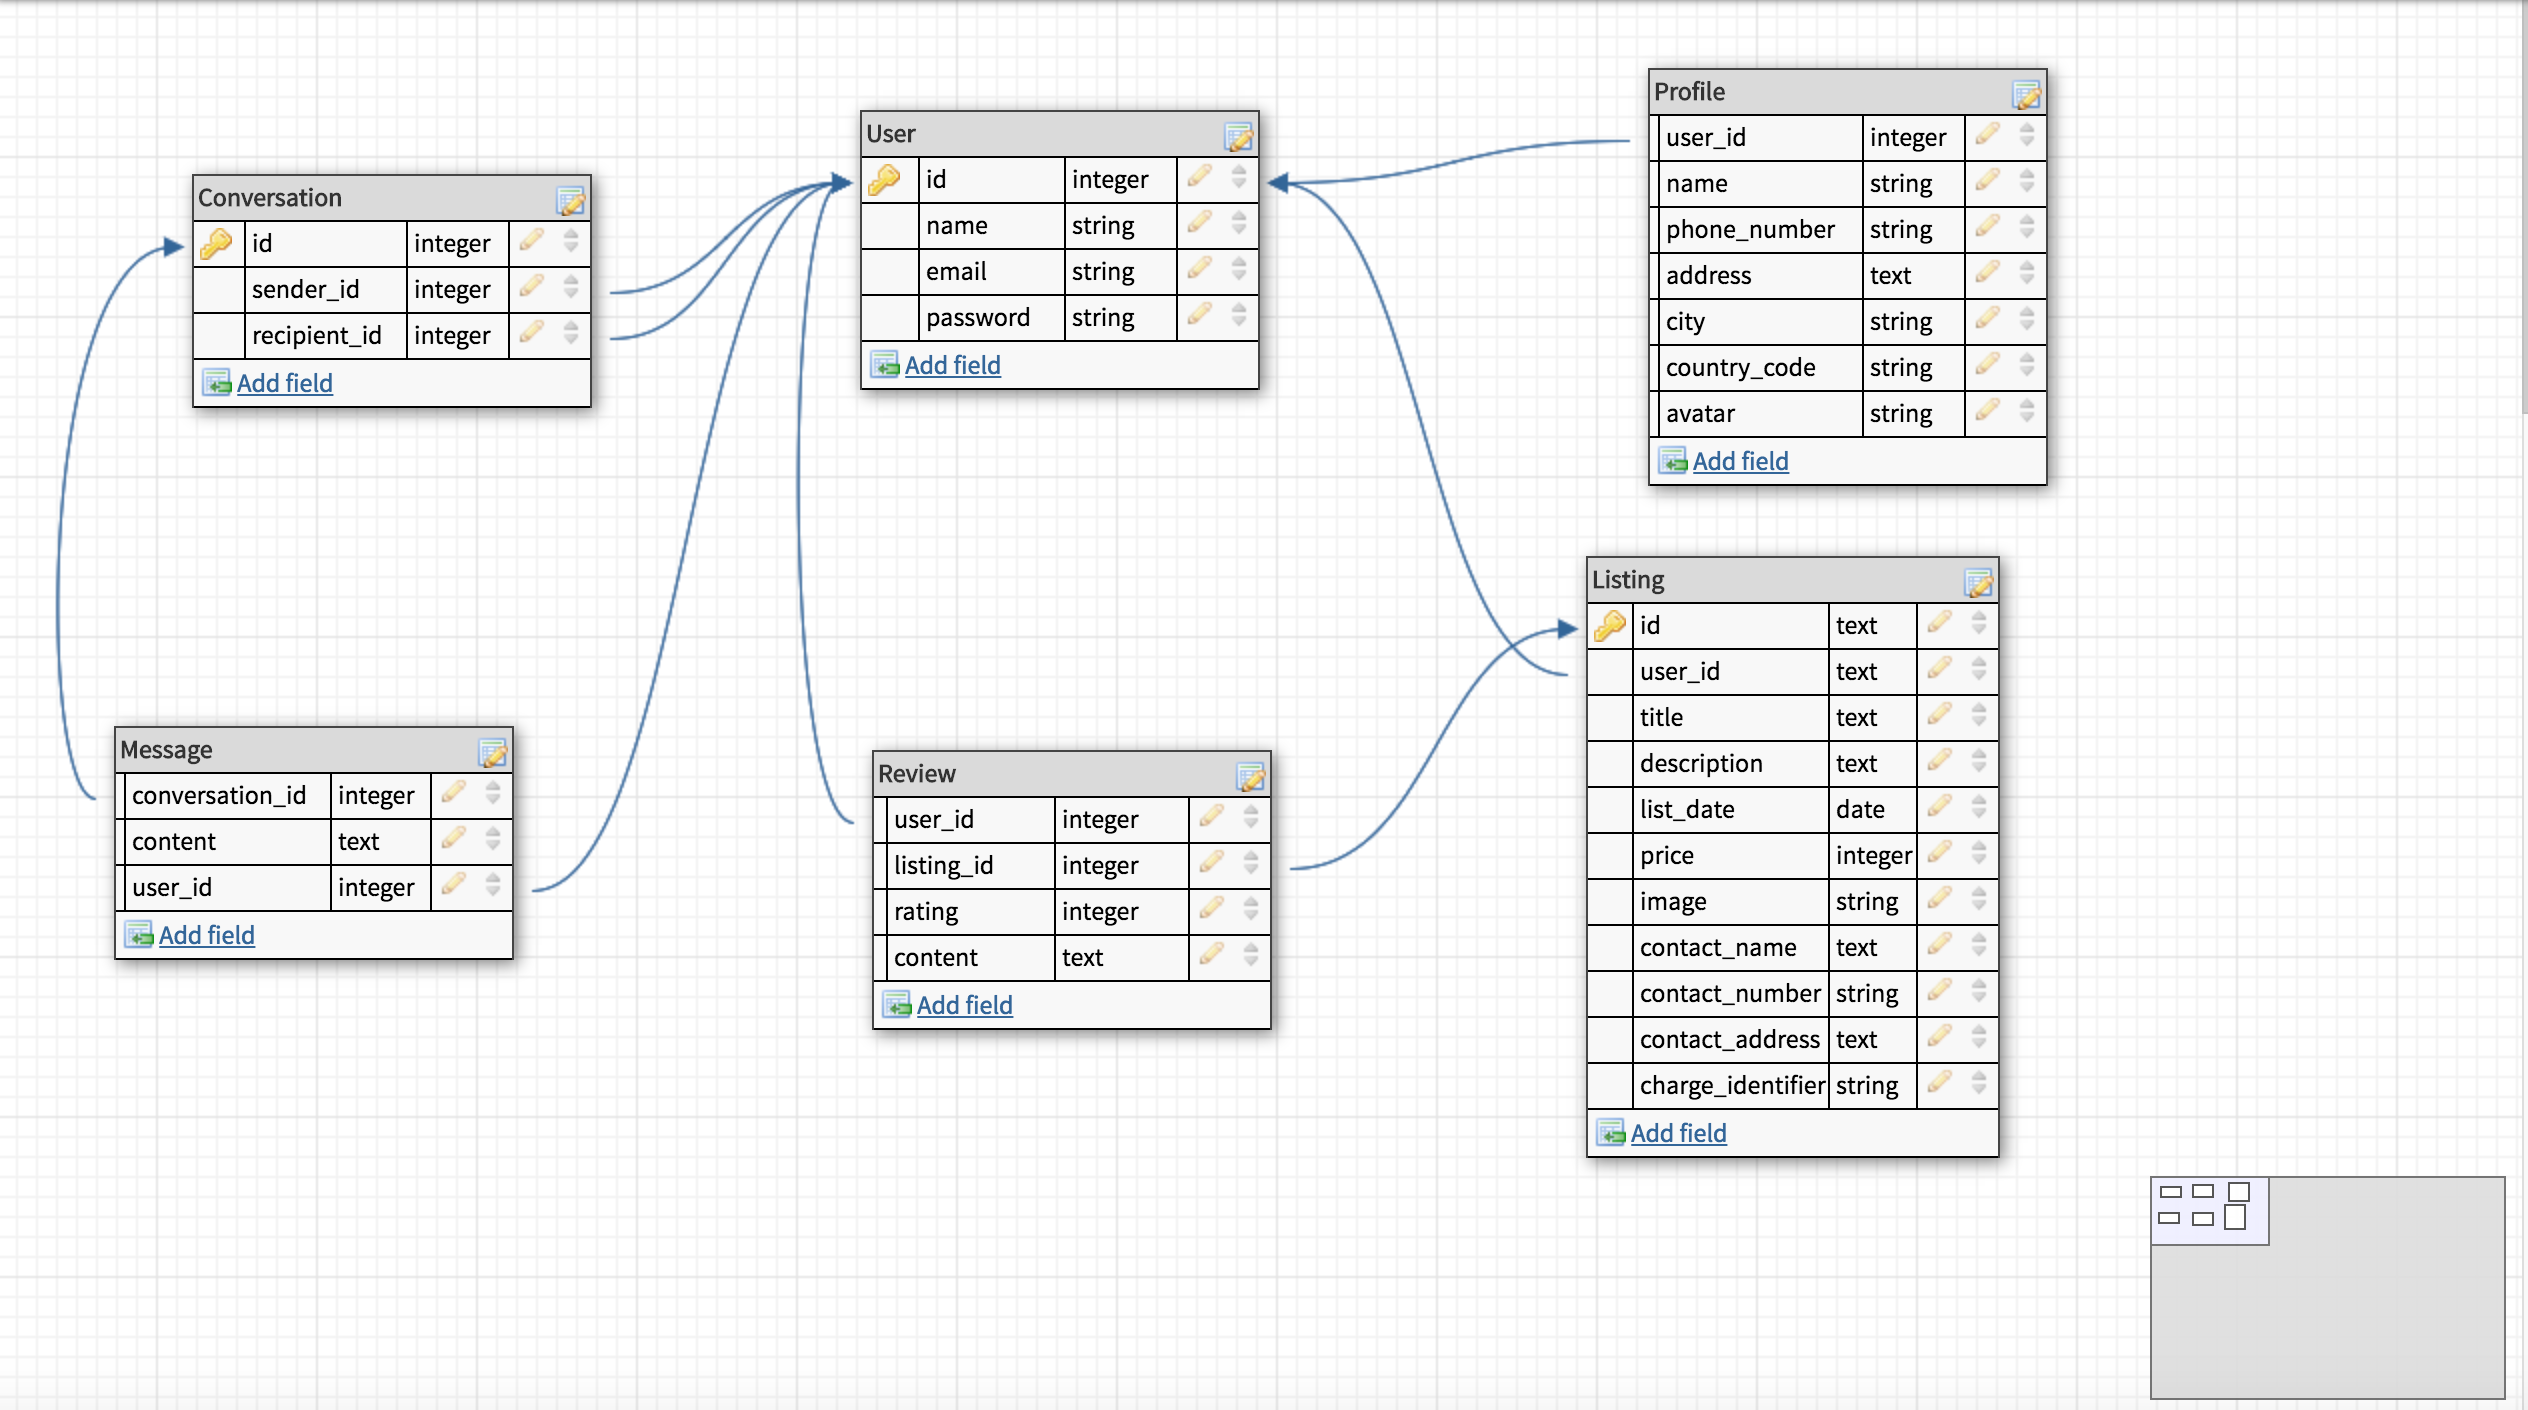 Conversation
id integer
sender_id integer
recipient_id integer
Add field
User
id integer
name string
email string
password string
Add field
Profile
user_id integer
name string
phone_number string
address text
city string
country_code string
avatar string
Add field
Message
conversation_id integer
content text
user_id integer
Add field
Review
user_id integer
listing_id integer
rating integer
content text
Add field
Listing
id text
user_id text
title text
description text
list_date date
price integer
image string
contact_name text
contact_number string
contact_address text
charge_identifier string
Add field